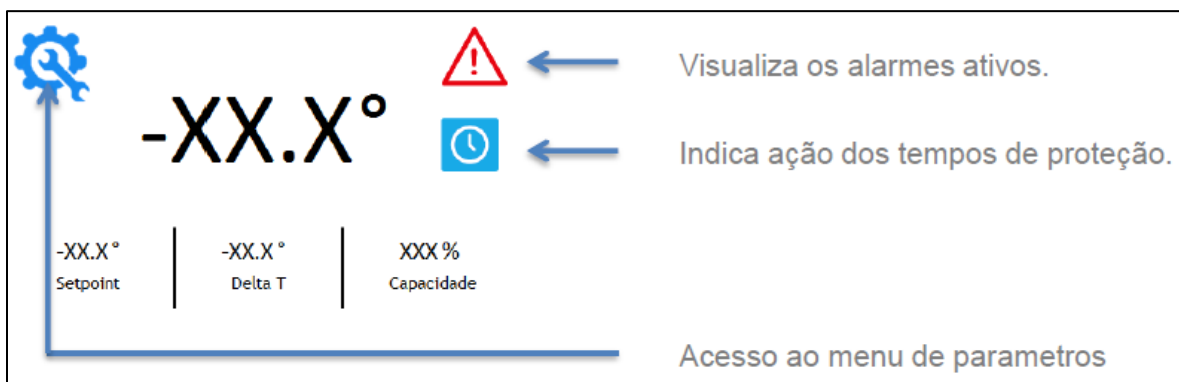 Visualiza os alarmes ativos.
-XX.X°
Indica ação dos tempos de proteção.
-XX.X° -XX.X° XXX%
Setpoint Delta T Capacidade
Acesso ao menu de parametros